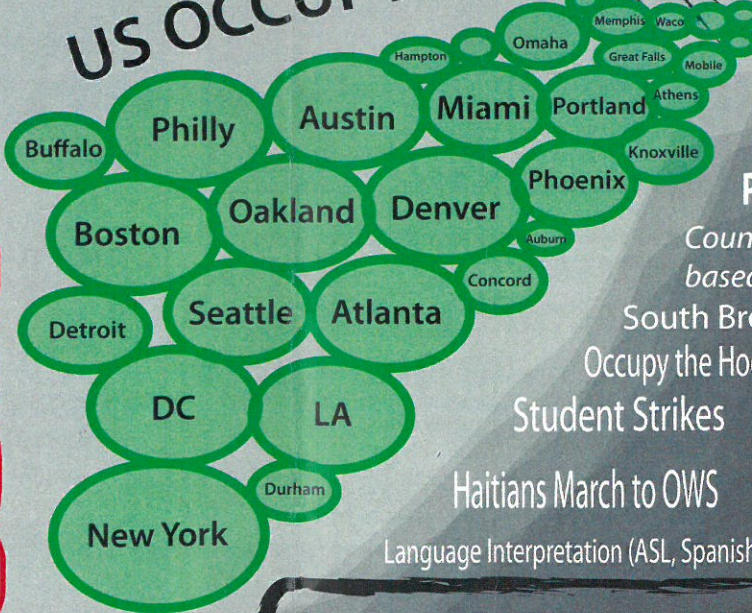 US OCCUP
Memphis
Waco
Omaha
Hampton
Great Falls
Mobile
Austin
Miami
Portland
Athens
Philly
Buffalo
Knoxville
Phoenix
Oakland
Denver
Boston
Auburn
Coun
Concord
based
Seattle
Atlanta
South Bro
Detroit
Occupy the Ho
DC
LA
Student Strikes
Durham
Haitians March to OWS
New York
Language Interpretation (ASL, Spanish